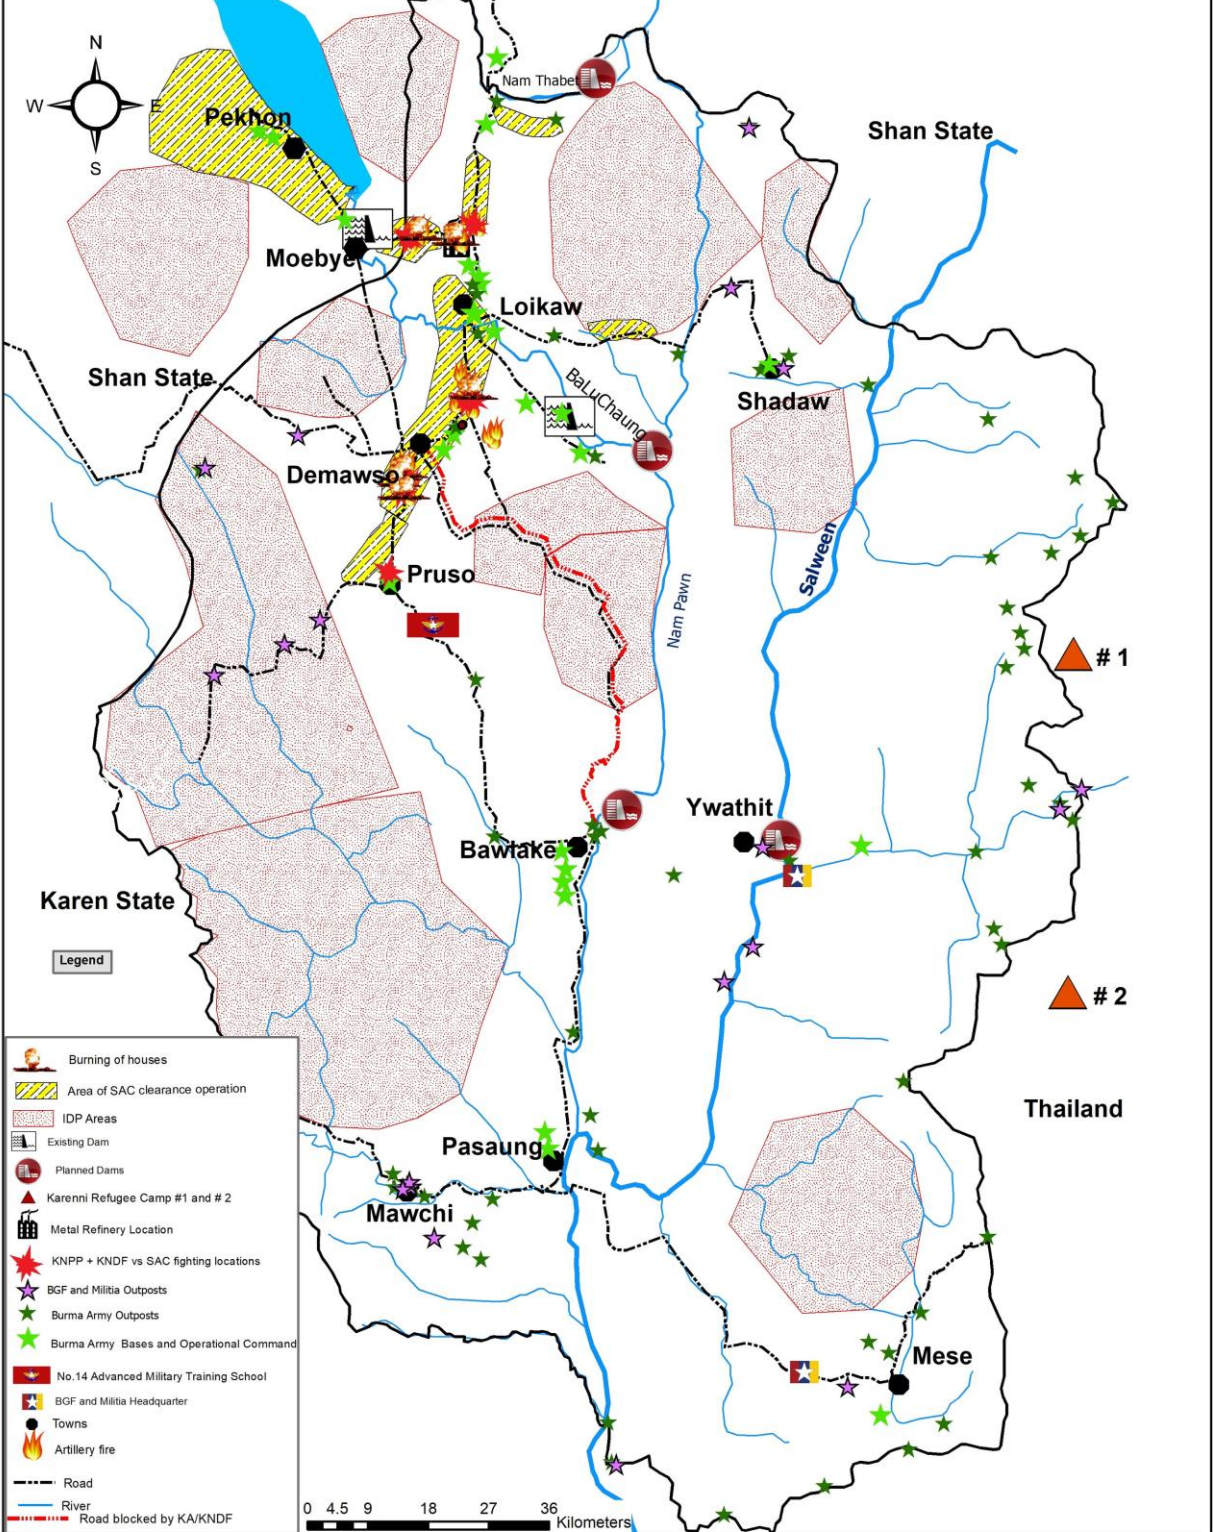 N
W
E
S
Pekhon
Nam Thabet
Shan State
Moebye
Loikaw
Shan State
BaLuChaung
Shadaw
Demawso
Salween
Pruso
Nam Pawn
# 1
Ywathit
Bawlake
Karen State
# 2
Thailand
Pasaung
Mawchi
Mese
Legend
Burning of houses
Area of SAC clearance operation
IDP Areas
Existing Dam
Planned Dams
Karenni Refugee Camp #1 and # 2
Metal Refinery Location
KNPP + KNDF vs SAC fighting locations
BGF and Militia Outposts
Burma Army Outposts
Burma Army Bases and Operational Command
No.14 Advanced Military Training School
BGF and Militia Headquarter
Towns
Artillery fire
Road
River
Road blocked by KA/KNDF
0 4.5 9 18 27 36
Kilometers